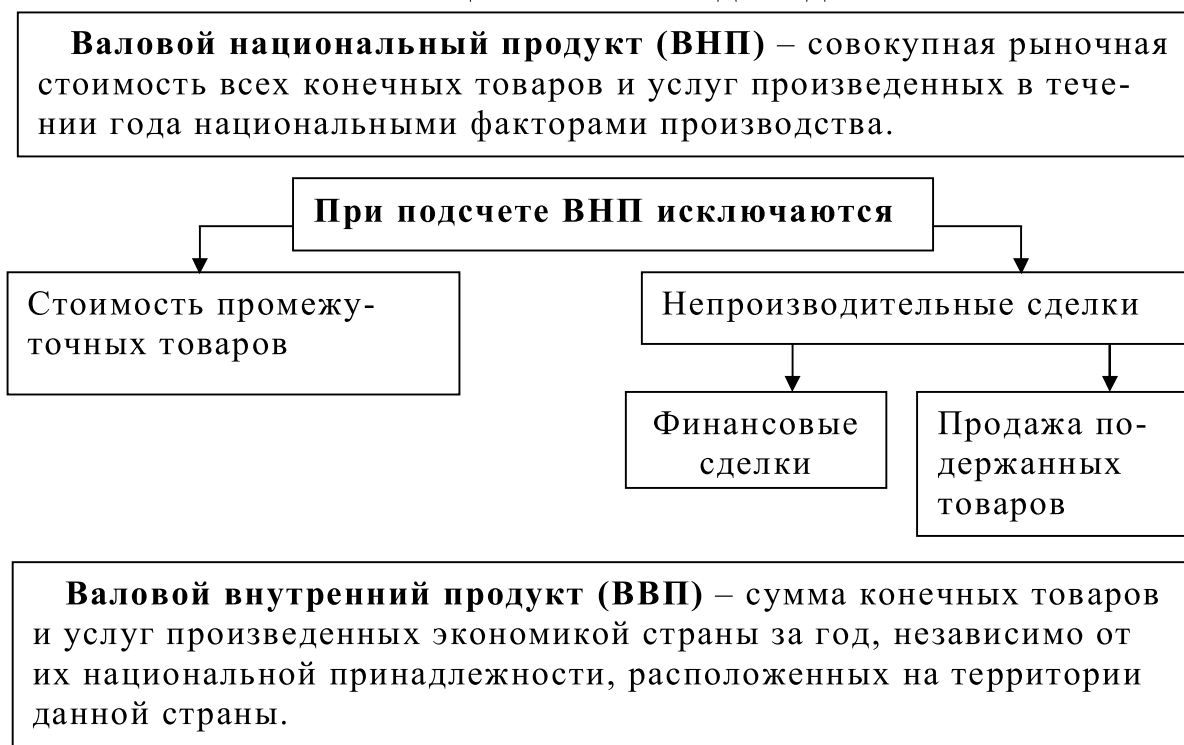 Валовой национальный продукт (ВНП) – совокупная рыночная
стоимость всех конечных товаров и услуг произведенных в тече-
нии года национальными факторами производства.
При подсчете ВНП исключаются
Стоимость промежу-
точных товаров
Непроизводительные сделки
Финансовые
сделки
Продажа по-
держанных
товаров
Валовой внутренний продукт (ВВП) – сумма конечных товаров
и услуг произведенных экономикой страны за год, независимо от
их национальной принадлежности, расположенных на территории
данной страны.